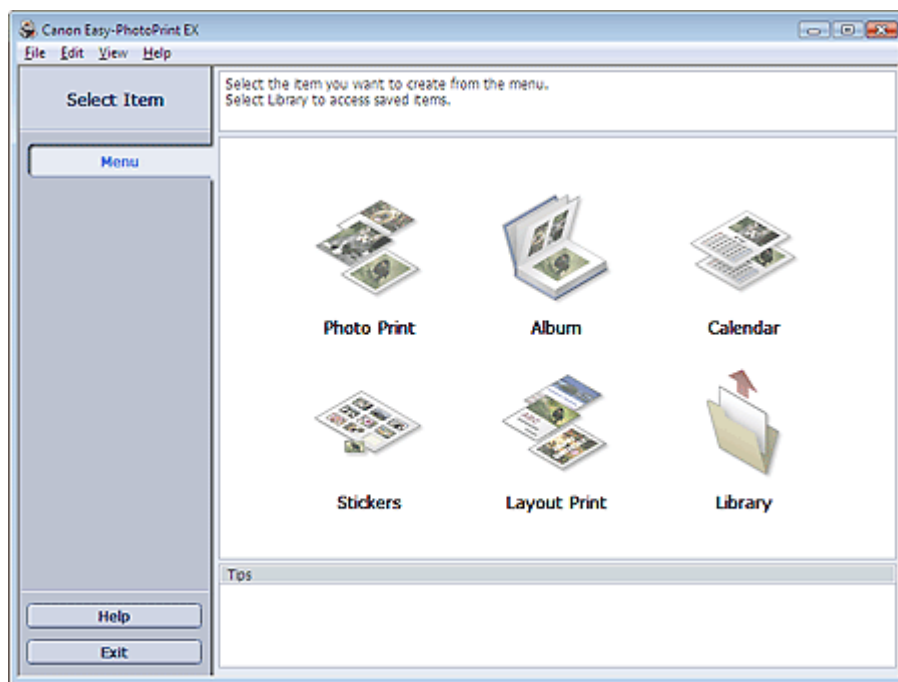 Canon Easy-PhotoPrint EX
File Edit View Help
Select Item
Select the item you want to create from the menu.
Select Library to access saved items.
Menu
Photo Print
Album
Calendar
Stickers
Layout Print
Library
Tips
Help
Exit